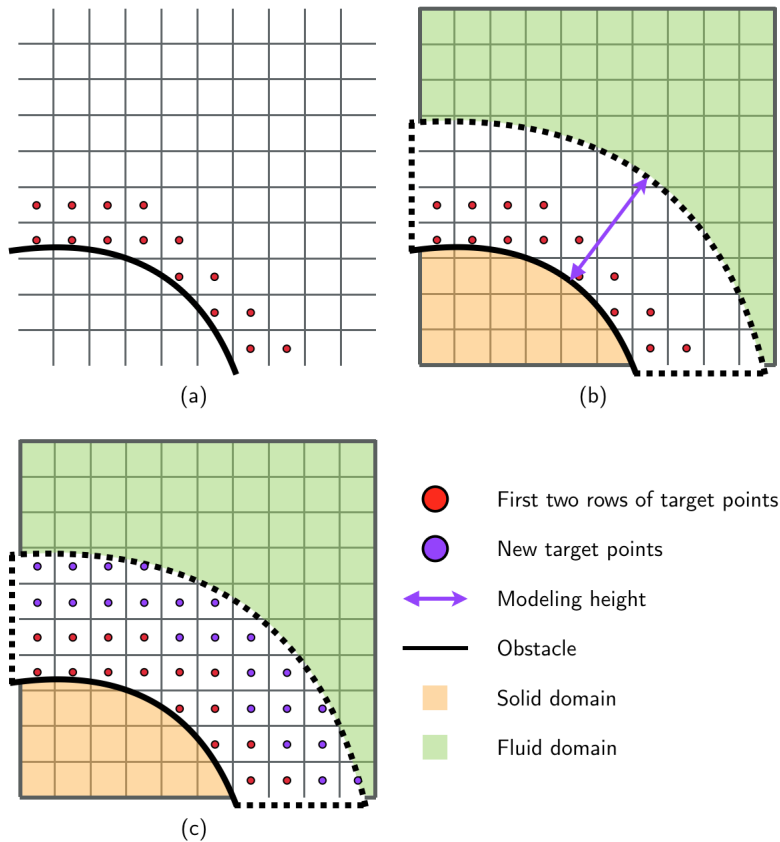 (a)
(b)
(c)
First two rows of target points
New target points
Modeling height
Obstacle
Solid domain
Fluid domain